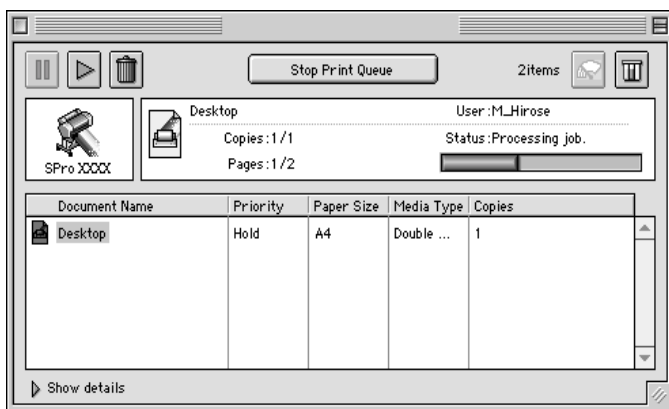 Stop Print Queue 2items
Desktop User:M_Hirose
Copies:1/1 Status:Processing job.
SPro XXXX Pages:1/2
Document Name Priority Paper Size Media Type Copies
Desktop Hold A4 Double ... 1
Show details